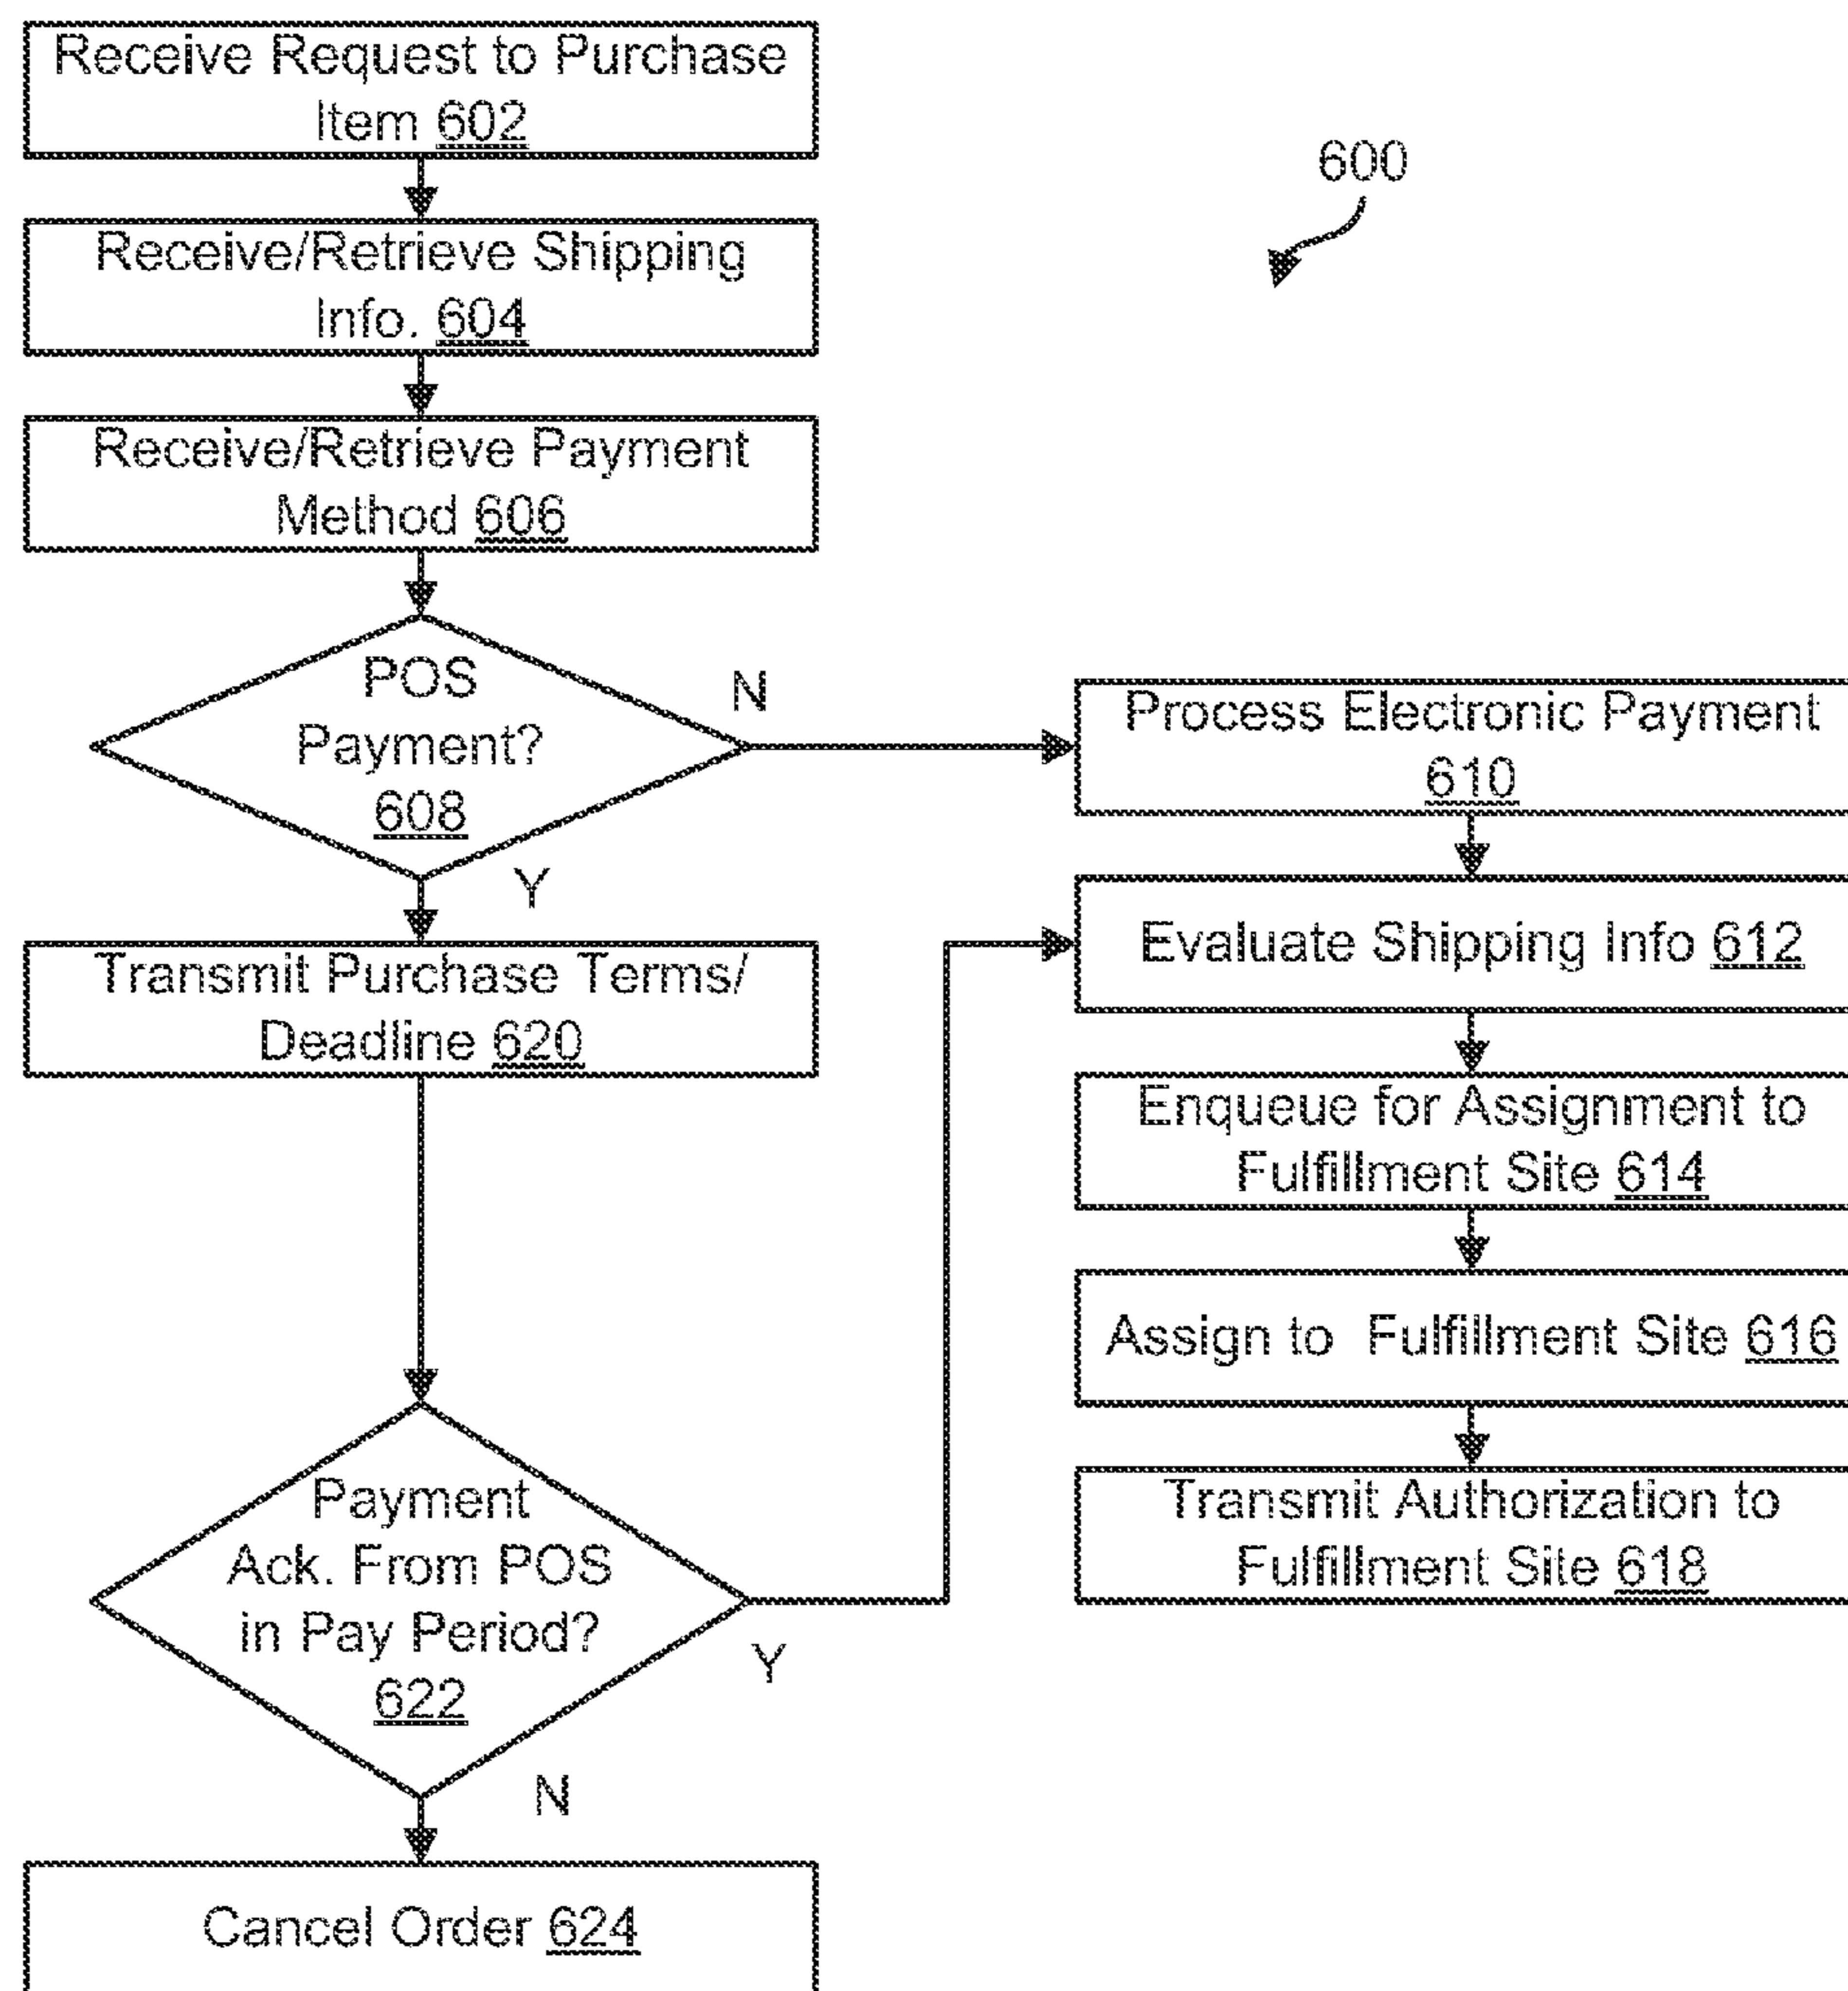 Receive Request to Purchase
Item 602
600
Receive/Retrieve Shipping
Info. 604
Receive/Retrieve Payment
Method 606
POS
Payment?
608
N
Y
Process Electronic Payment
610
Evaluate Shipping Info 612
Enqueue for Assignment to
Fulfillment Site 614
Assign to Fulfillment Site 616
Transmit Authorization to
Fulfillment Site 618
Transmit Purchase Terms/
Deadline 620
Payment
Ack. From POS
in Pay Period?
622
Y
N
Cancel Order 624